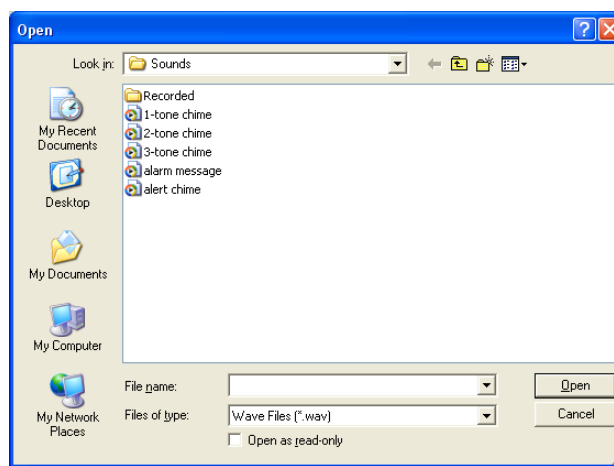 Open
Look in: Sounds
My Recent
Documents
Desktop
My Documents
My Computer
My Network
Places
Recorded
1-tone chime
2-tone chime
3-tone chime
alarm message
alert chime
File name: Open
Files of type: Wave Files (*.wav) Cancel
Open as read-only